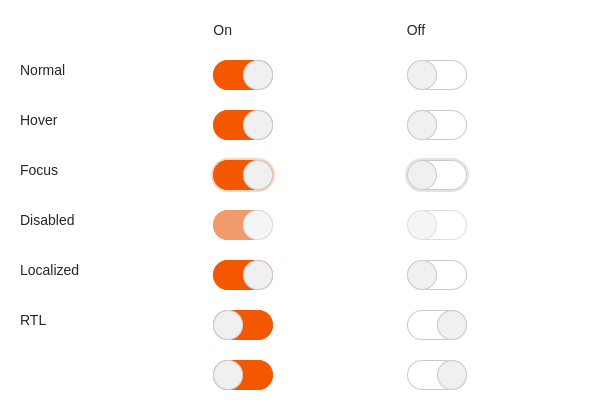 On Off
Normal
Hover
Focus
Disabled
Localized
RTL